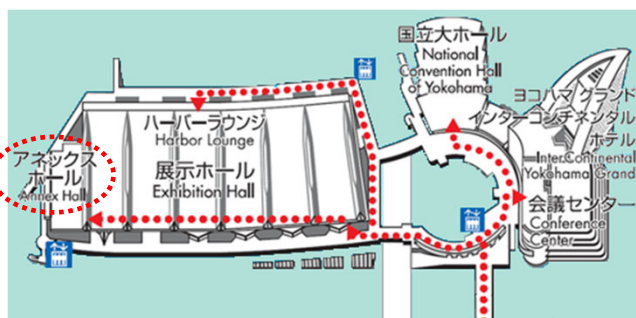 国立大ホール
National
Convention Hall
of Yokohama
ヨコハマ グランド
インターコンチネンタル
ホテル
InterContinental
Yokohama Grand
ハーバーラウンジ
Harbor Lounge
アネックス
ホール
Annex Hall
展示ホール
Exhibition Hall
会議センター
Conference
Center